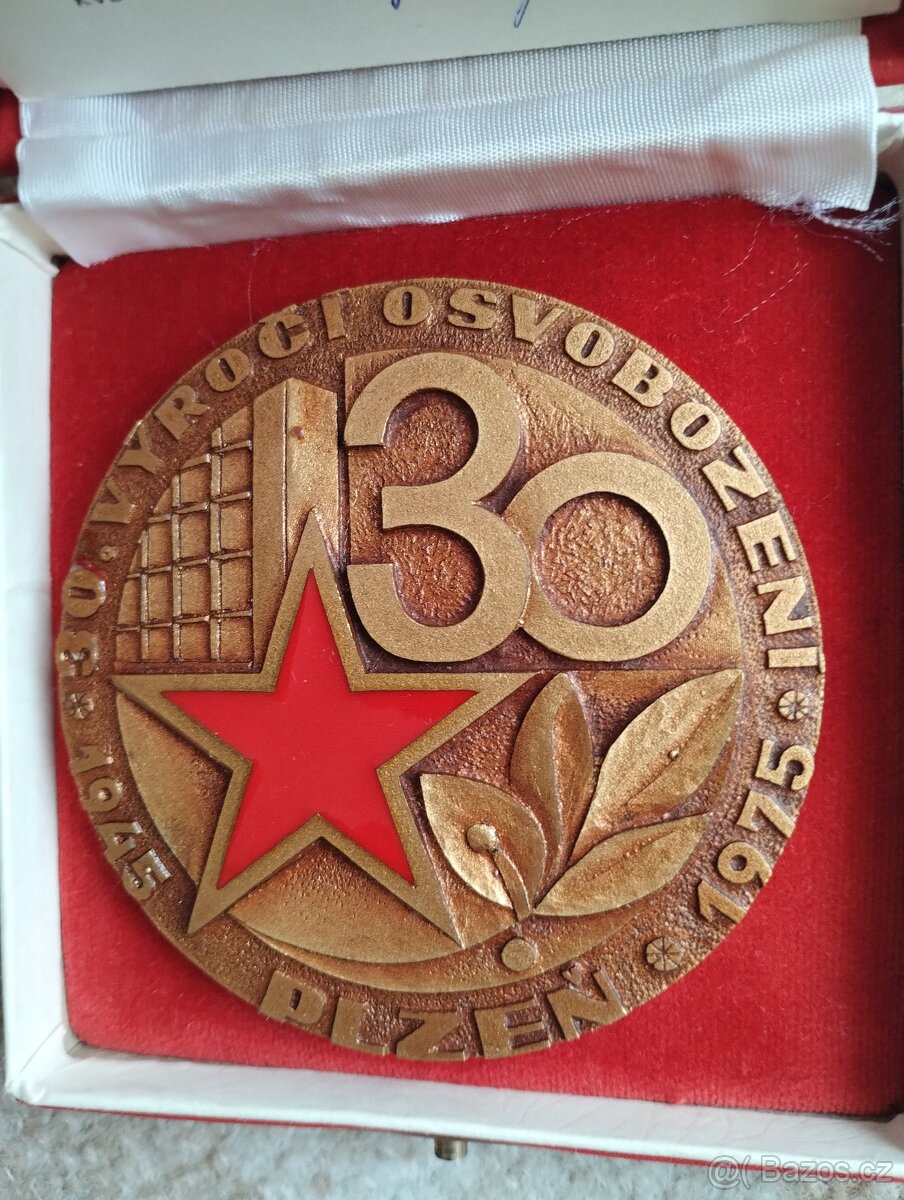 30. VÝROČÍ OSVOBOZENÍ
1945
1975
PLZEŇ
30
@( Bazos.cz